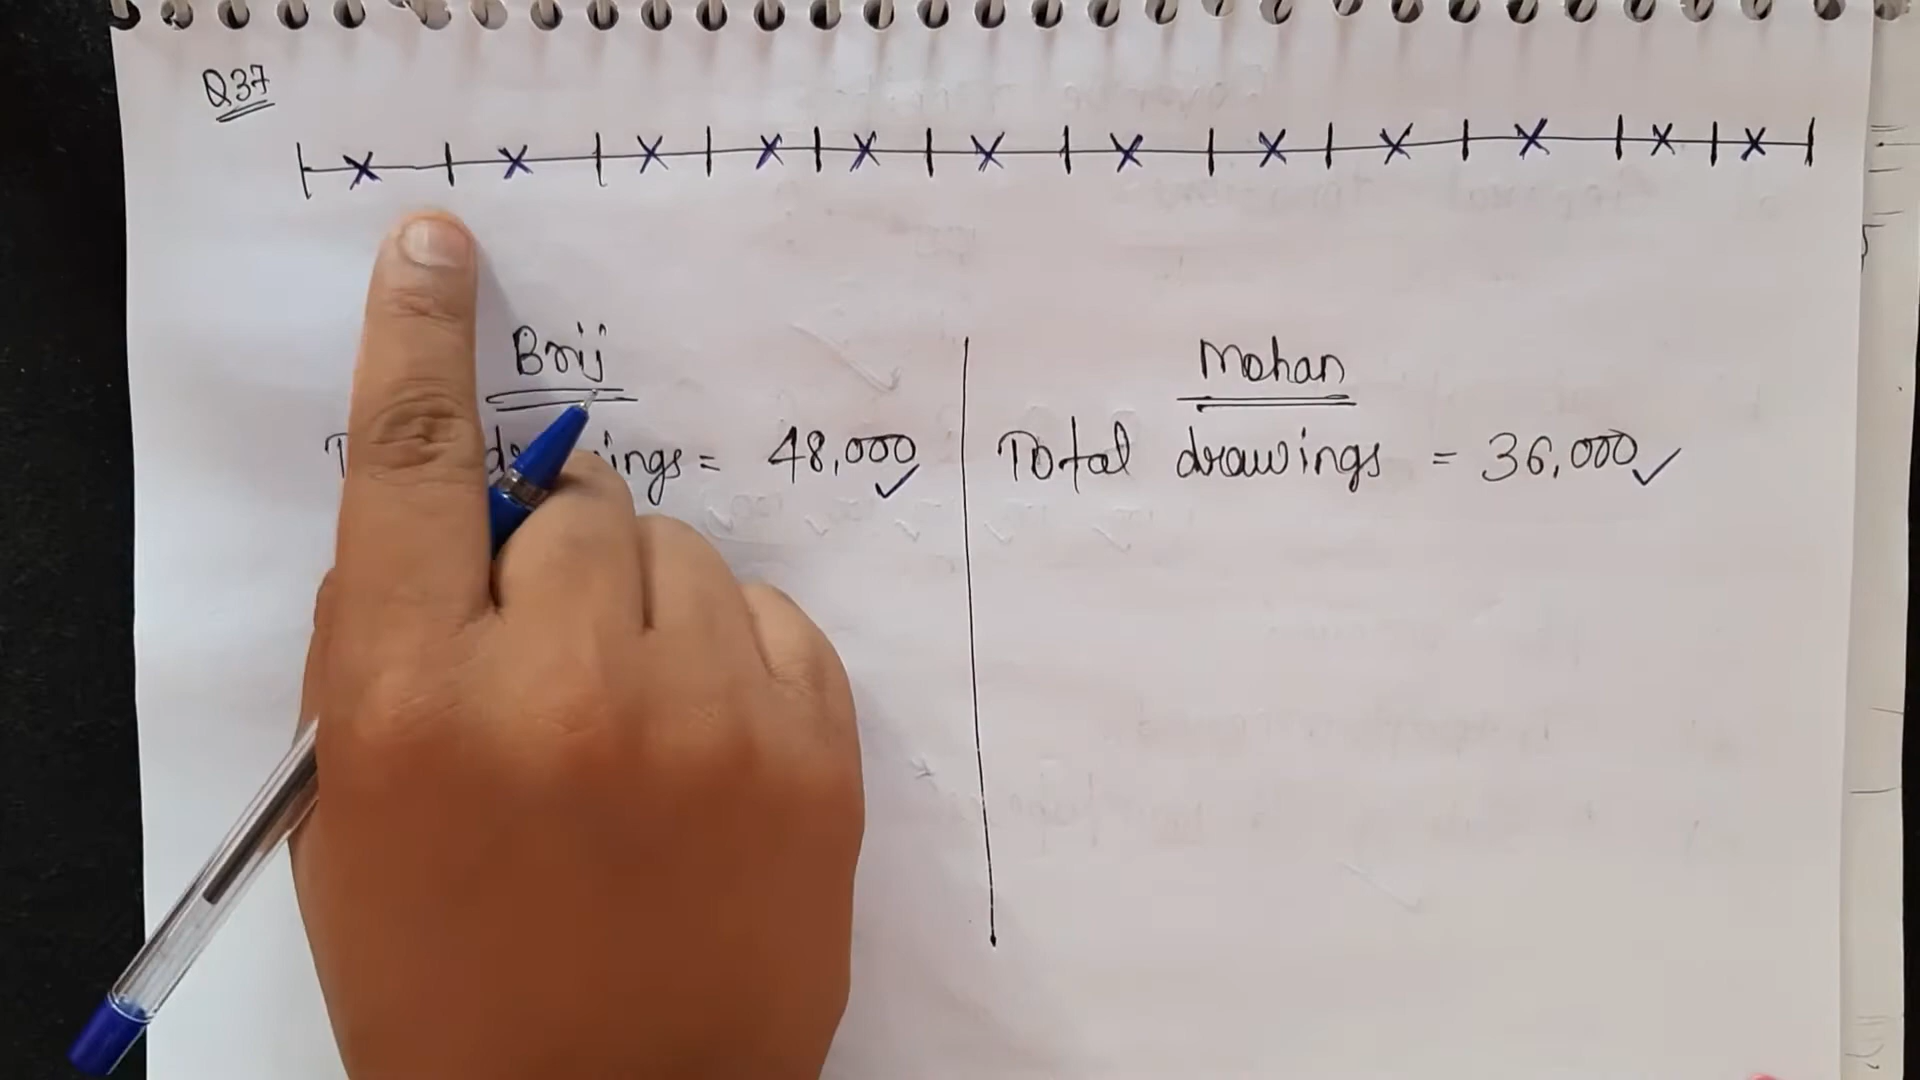 Q37
Brij
Mohan
drawings = 48,000
Total drawings = 36,000